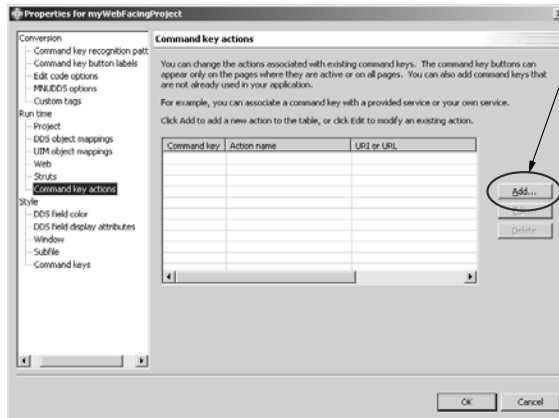 Properties for myWebFacingProject
Conversion
Command key recognition patt
Command key button labels
Edit code options
MNUDDS options
Custom tags
Run time
Project
DDS object mappings
UIM object mappings
Web
Struts
Command key actions
Style
DDS field color
DDS field display attributes
Window
Subfile
Command keys
Command key actions
You can change the actions associated with existing command keys. The command key buttons can
appear only on the pages where they are active or on all pages. You can also add command keys that
are not already used in your application.
For example, you can associate a command key with a provided service or your own service.
Click Add to add a new action to the table, or click Edit to modify an existing action.
Command key Action name URI or URL
Add...
Edit...
Delete
OK Cancel